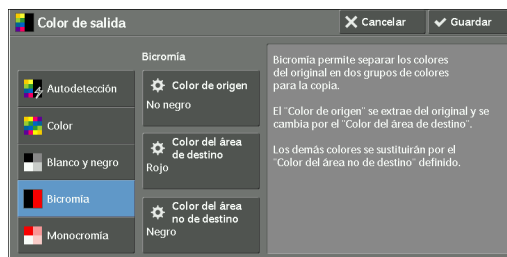 Color de salida
Cancelar
Guardar
Autodetección
Color
Blanco y negro
Bicromía
Monocromía
Bicromía
Color de origen
No negro
Color del área
de destino
Rojo
Color del área
no de destino
Negro
Bicromía permite separar los colores
del original en dos grupos de colores
para la copia.
El "Color de origen" se extrae del original y se
cambia por el "Color del área de destino".
Los demás colores se sustituirán por el
"Color del área no de destino" definido.